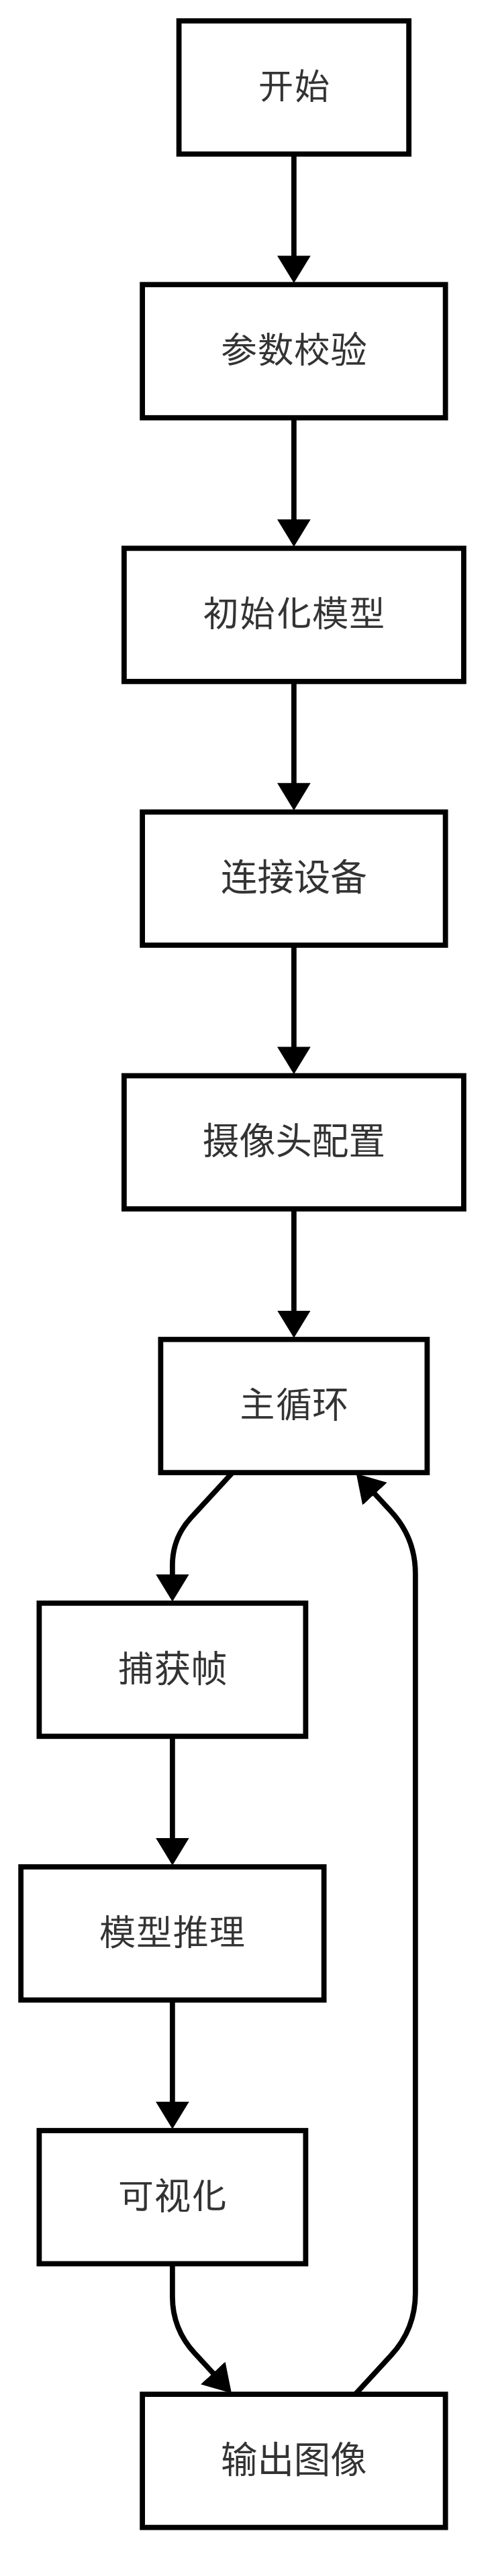 开始
参数校验
初始化模型
连接设备
摄像头配置
主循环
捕获帧
模型推理
可视化
输出图像